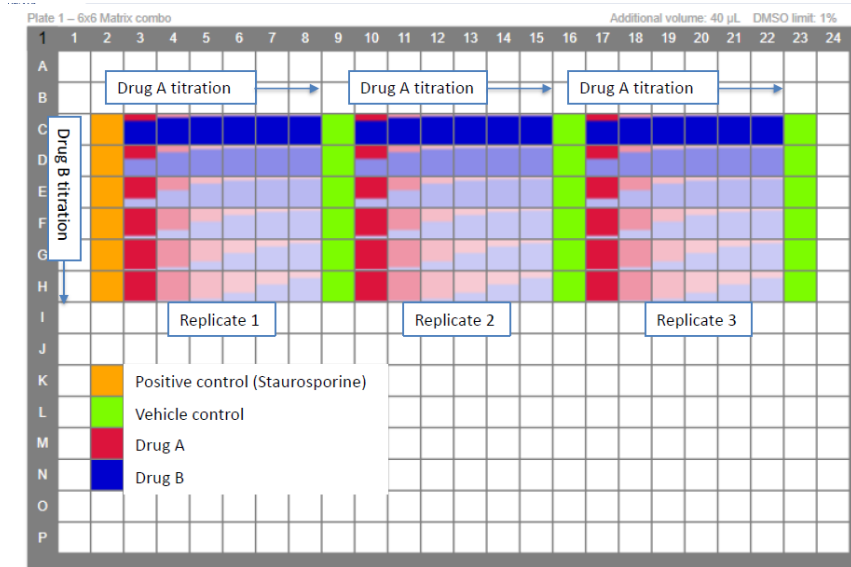 Plate 1 – 6x6 Matrix combo Additional volume: 40 µL DMSO limit: 1%
1 1 2 3 4 5 6 7 8 9 10 11 12 13 14 15 16 17 18 19 20 21 22 23 24
A
Drug A titration Drug A titration Drug A titration
B
C
Drug B titration
D
E
F
G
H
I
Replicate 1 Replicate 2 Replicate 3
J
K Positive control (Staurosporine)
L Vehicle control
M Drug A
N Drug B
O
P